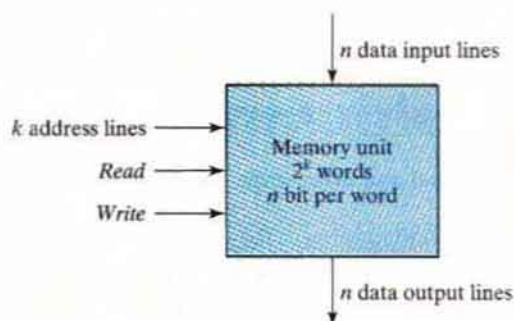 n data input lines
k address lines
Read
Write
Memory unit
2^k words
n bit per word
n data output lines